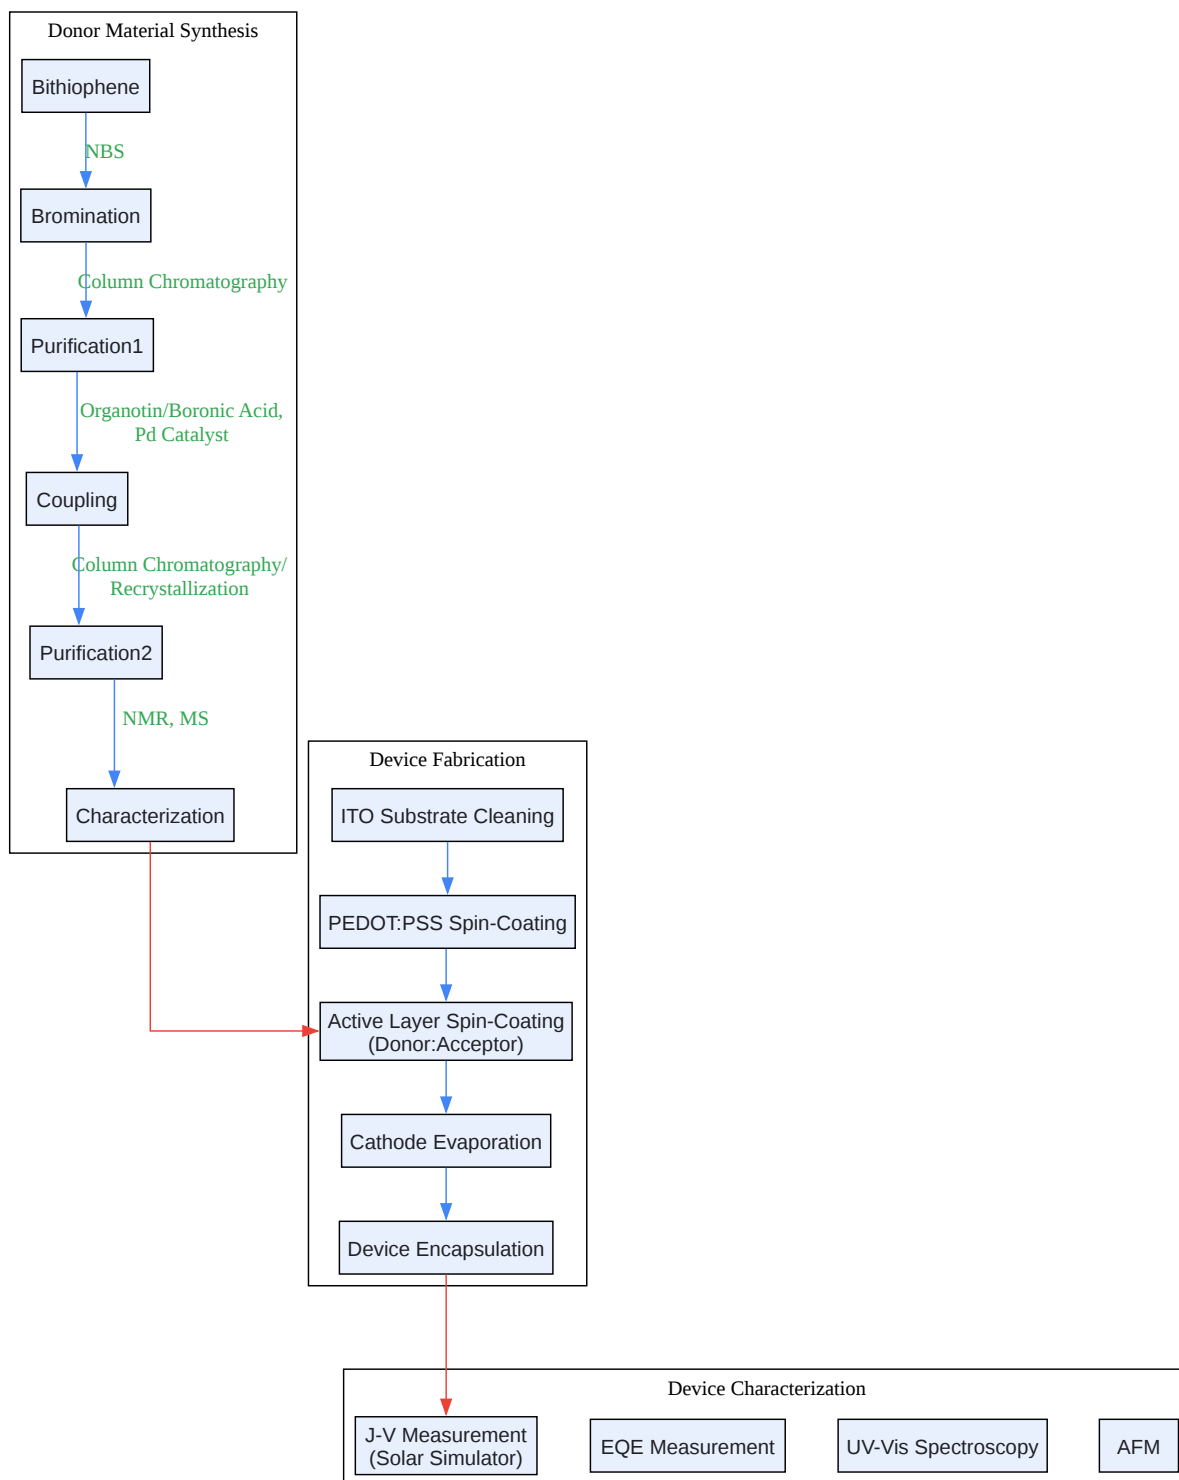 Donor Material Synthesis
Bithiophene
NBS
Bromination
Column Chromatography
Purification1
Organotin/Boronic Acid,
Pd Catalyst
Coupling
Column Chromatography/
Recrystallization
Purification2
NMR, MS
Characterization
Device Fabrication
ITO Substrate Cleaning
PEDOT:PSS Spin-Coating
Active Layer Spin-Coating
(Donor:Acceptor)
Cathode Evaporation
Device Encapsulation
Device Characterization
J-V Measurement
(Solar Simulator)
EQE Measurement
UV-Vis Spectroscopy
AFM